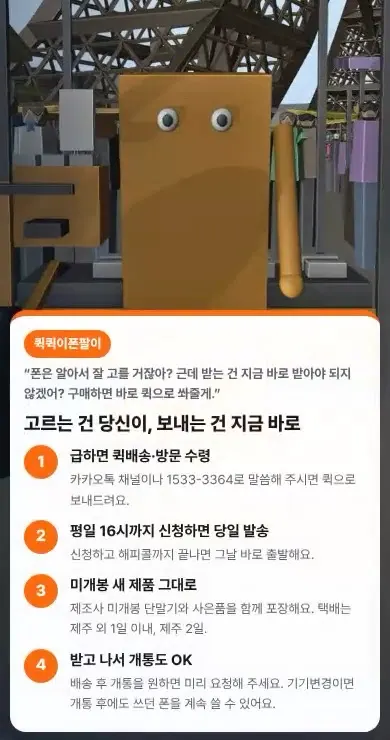 퀵퀵이폰팔이
“폰은 알아서 잘 고를 거잖아? 근데 받는 건 지금 바로 받아야 되지
않겠어? 구매하면 바로 퀵으로 쏴줄게.”
고르는 건 당신이, 보내는 건 지금 바로
1
급하면 퀵배송·방문 수령
카카오톡 채널이나 1533-3364로 말씀해 주시면 퀵으로
보내드려요.
2
평일 16시까지 신청하면 당일 발송
신청하고 해피콜까지 끝나면 그날 바로 출발해요.
3
미개봉 새 제품 그대로
제조사 미개봉 단말기와 사은품을 함께 포장해요. 택배는
제주 외 1일 이내, 제주 2일.
4
받고 나서 개통도 OK
배송 후 개통을 원하면 미리 요청해 주세요. 기기변경이면
개통 후에도 쓰던 폰을 계속 쓸 수 있어요.